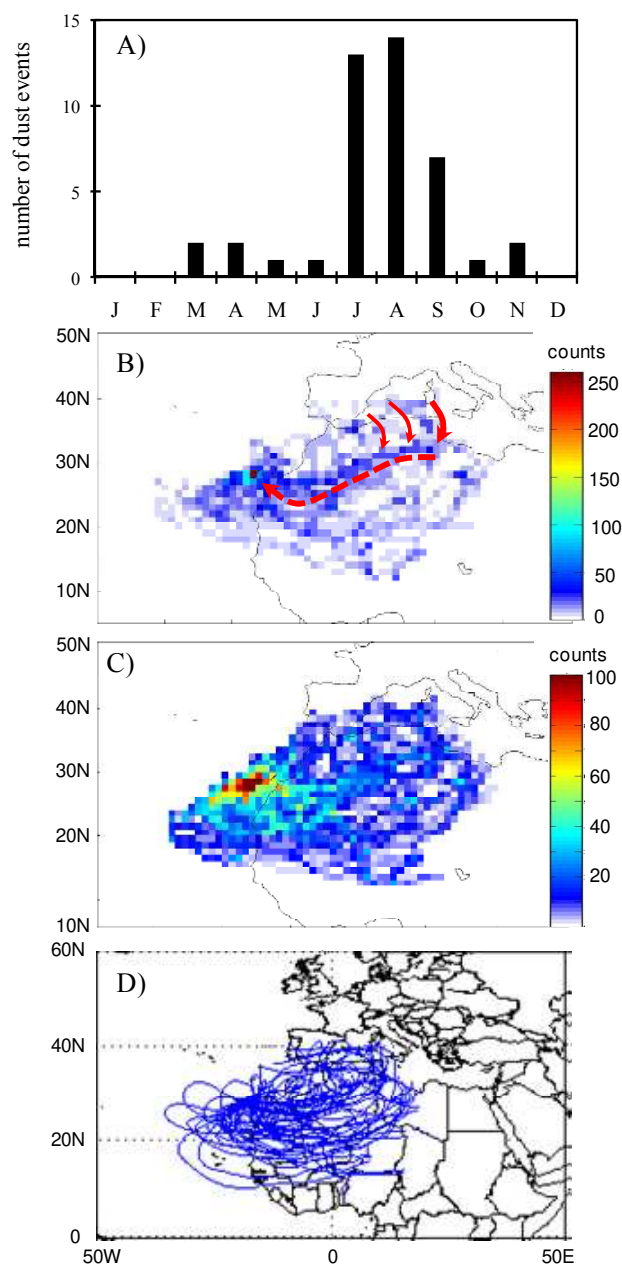 A)
number of dust events
15
10
5
0
J F M A M J J A S O N D
B)
50N
40N
30N
20N
10N
counts
250
200
150
100
50
0
C)
50N
40N
30N
20N
10N
counts
100
80
60
40
20
D)
60N
40N
20N
0
50W 0 50E